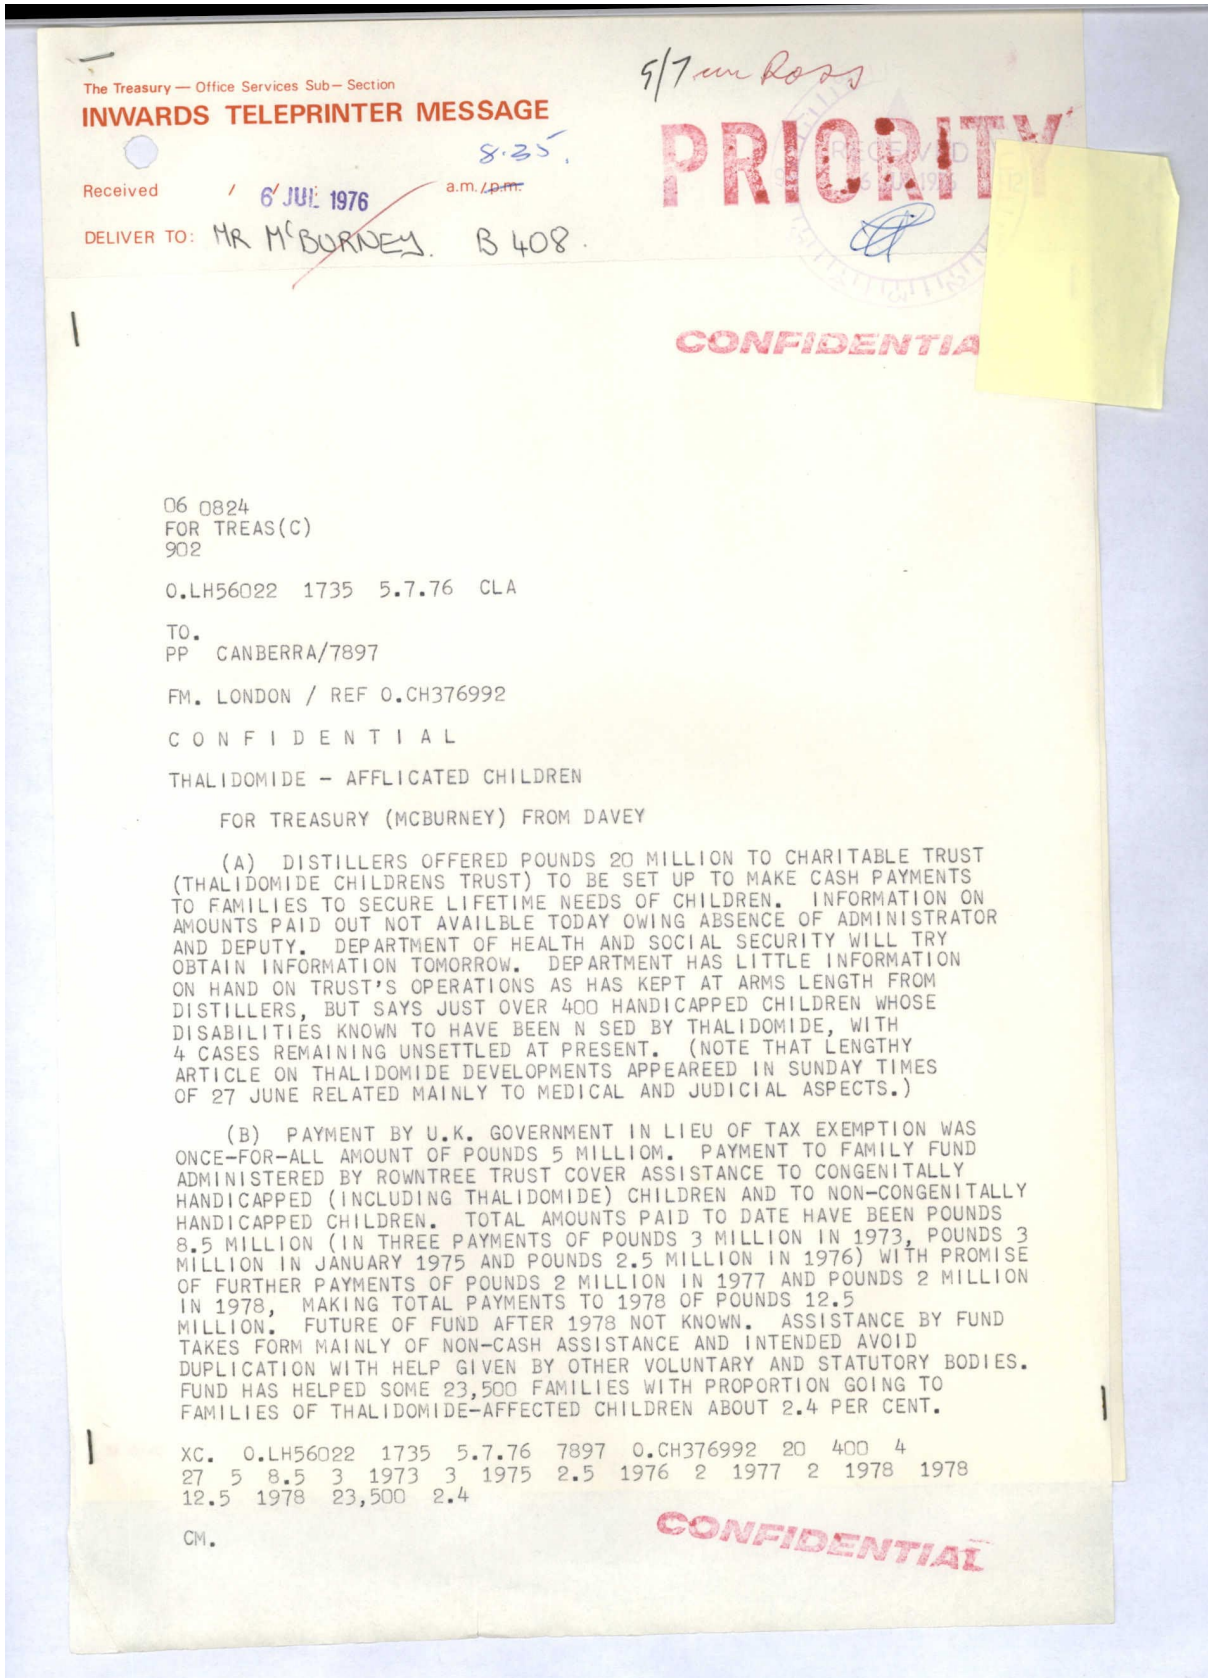 The Treasury — Office Services Sub-Section
INWARDS TELEPRINTER MESSAGE
PRIORITY
8.35.
RECEIVED
Received / 6 JUL 1976 a.m./p.m.
DELIVER TO: MR McBURNEY. B 408.
CONFIDENTIA
06 0824
FOR TREAS(C)
902
O.LH56022 1735 5.7.76 CLA
TO.
PP CANBERRA/7897
FM. LONDON / REF O.CH376992
C O N F I D E N T I A L
THALIDOMIDE - AFFLICATED CHILDREN
FOR TREASURY (MCBURNEY) FROM DAVEY
(A) DISTILLERS OFFERED POUNDS 20 MILLION TO CHARITABLE TRUST
(THALIDOMIDE CHILDRENS TRUST) TO BE SET UP TO MAKE CASH PAYMENTS
TO FAMILIES TO SECURE LIFETIME NEEDS OF CHILDREN. INFORMATION ON
AMOUNTS PAID OUT NOT AVAILBLE TODAY OWING ABSENCE OF ADMINISTRATOR
AND DEPUTY. DEPARTMENT OF HEALTH AND SOCIAL SECURITY WILL TRY
OBTAIN INFORMATION TOMORROW. DEPARTMENT HAS LITTLE INFORMATION
ON HAND ON TRUST'S OPERATIONS AS HAS KEPT AT ARMS LENGTH FROM
DISTILLERS, BUT SAYS JUST OVER 400 HANDICAPPED CHILDREN WHOSE
DISABILITIES KNOWN TO HAVE BEEN N SED BY THALIDOMIDE, WITH
4 CASES REMAINING UNSETTLED AT PRESENT. (NOTE THAT LENGTHY
ARTICLE ON THALIDOMIDE DEVELOPMENTS APPEAREED IN SUNDAY TIMES
OF 27 JUNE RELATED MAINLY TO MEDICAL AND JUDICIAL ASPECTS.)
(B) PAYMENT BY U.K. GOVERNMENT IN LIEU OF TAX EXEMPTION WAS
ONCE-FOR-ALL AMOUNT OF POUNDS 5 MILLIOM. PAYMENT TO FAMILY FUND
ADMINISTERED BY ROWNTREE TRUST COVER ASSISTANCE TO CONGENITALLY
HANDICAPPED (INCLUDING THALIDOMIDE) CHILDREN AND TO NON-CONGENITALLY
HANDICAPPED CHILDREN. TOTAL AMOUNTS PAID TO DATE HAVE BEEN POUNDS
8.5 MILLION (IN THREE PAYMENTS OF POUNDS 3 MILLION IN 1973, POUNDS 3
MILLION IN JANUARY 1975 AND POUNDS 2.5 MILLION IN 1976) WITH PROMISE
OF FURTHER PAYMENTS OF POUNDS 2 MILLION IN 1977 AND POUNDS 2 MILLION
IN 1978, MAKING TOTAL PAYMENTS TO 1978 OF POUNDS 12.5
MILLION. FUTURE OF FUND AFTER 1978 NOT KNOWN. ASSISTANCE BY FUND
TAKES FORM MAINLY OF NON-CASH ASSISTANCE AND INTENDED AVOID
DUPLICATION WITH HELP GIVEN BY OTHER VOLUNTARY AND STATUTORY BODIES.
FUND HAS HELPED SOME 23,500 FAMILIES WITH PROPORTION GOING TO
FAMILIES OF THALIDOMIDE-AFFECTED CHILDREN ABOUT 2.4 PER CENT.
XC. O.LH56022 1735 5.7.76 7897 O.CH376992 20 400 4
27 5 8.5 3 1973 3 1975 2.5 1976 2 1977 2 1978 1978
12.5 1978 23,500 2.4
CM.
CONFIDENTIAL